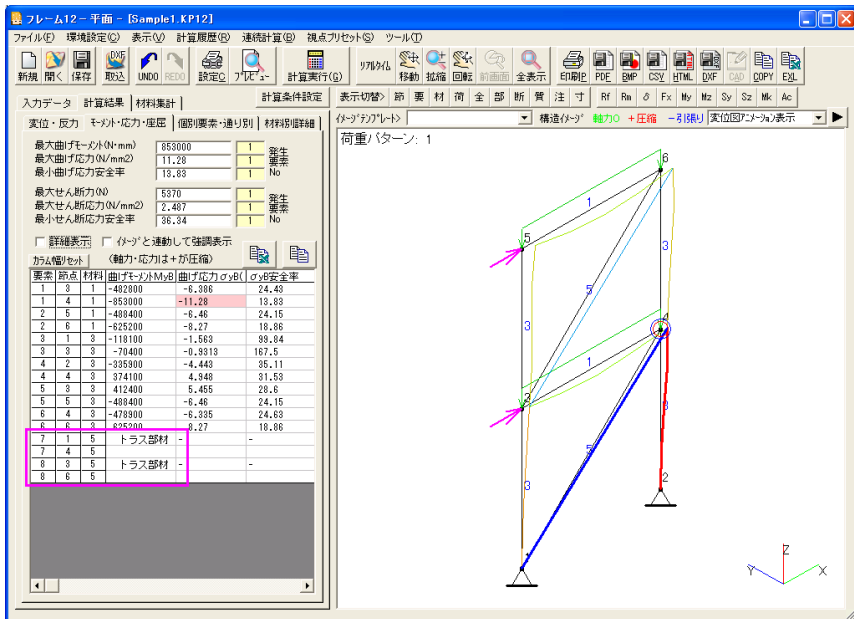 フレーム12－平面－[Sample1.KP12]
ファイル(F) 環境設定(C) 表示(V) 計算履歴(R) 連続計算(B) 視点プリセット(S) ツール(T)
新規 開く 保存 DXF 取込 UNDO REDO 設定C ﾌﾟﾚﾋﾞｭｰ 計算実行(G) ﾘｱﾙﾀｲﾑ 移動 拡縮 回転 前画面 全表示 印刷P PDF BMP CSV HTML DXF CAD COPY EXL
入力データ 計算結果 材料集計 計算条件設定 表示切替> 節 要 材 荷 全 部 断 質 注 寸 Rf Rm δ Fx My Mz Sy Sz Mk Ac
変位・反力 ﾓｰﾒﾝﾄ・応力・座屈 個別要素・通り別 材料別詳細 ｲﾒｰｼﾞﾃﾝﾌﾟﾚｰﾄ> 構造ｲﾒｰｼﾞ 軸力0 ＋圧縮 －引張り 変位図ｱﾆﾒｰｼｮﾝ表示
荷重パターン: 1
最大曲げﾓｰﾒﾝﾄ(N・mm) 853000 1 発生
最大曲げ応力(N/mm2) 11.28 1 要素
最小曲げ応力安全率 13.83 1 No
最大せん断力(N) 5370 1 発生
最大せん断応力(N/mm2) 2.487 1 要素
最小せん断応力安全率 36.34 1 No
詳細表示 ｲﾒｰｼﾞと連動して強調表示
ｶﾗﾑ幅ﾘｾｯﾄ (軸力・応力は＋が圧縮)
要素 節点 材料 曲げﾓｰﾒﾝﾄMyB 曲げ応力σyB( σyB安全率
1 3 1 -482800 -6.386 24.43
1 4 1 -853000 -11.28 13.83
2 5 1 -488400 -6.46 24.15
2 6 1 -625200 -8.27 18.86
3 1 3 -118100 -1.563 99.84
3 3 3 -70400 -0.9313 167.5
4 2 3 -335900 -4.443 35.11
4 4 3 374100 4.948 31.53
5 3 3 412400 5.455 28.6
5 5 3 -488400 -6.46 24.15
6 4 3 -478900 -6.335 24.63
6 6 3 625200 8.27 18.86
7 1 5 トラス部材 - -
7 4 5
8 3 5 トラス部材 - -
8 6 5
6
1
5
3
5
3
4
1
2
3
5
2
3
1
Z
Y X